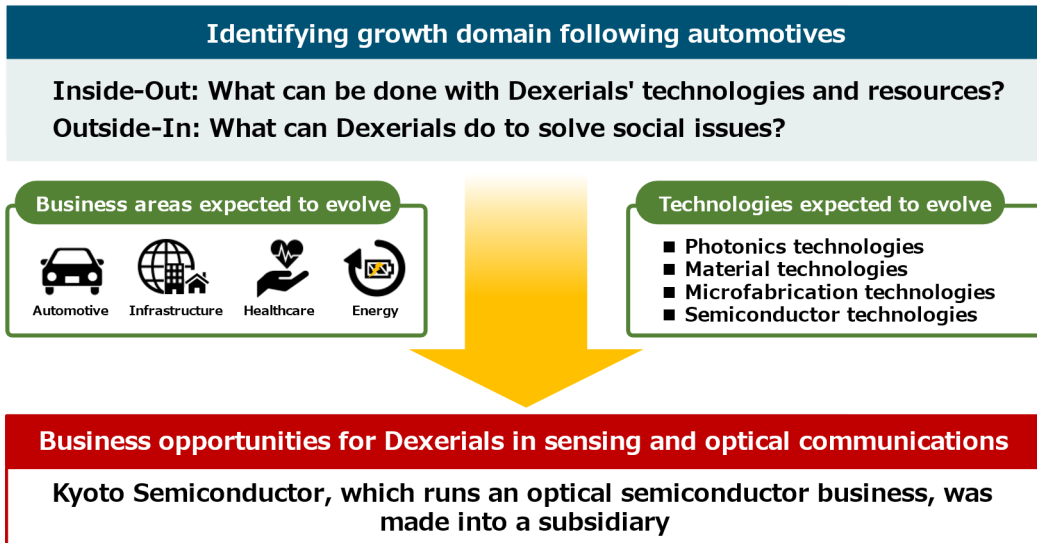 Identifying growth domain following automotives
Inside-Out: What can be done with Dexerials' technologies and resources?
Outside-In: What can Dexerials do to solve social issues?
Business areas expected to evolve
Automotive
Infrastructure
Healthcare
Energy
Technologies expected to evolve
■ Photonics technologies
■ Material technologies
■ Microfabrication technologies
■ Semiconductor technologies
Business opportunities for Dexerials in sensing and optical communications
Kyoto Semiconductor, which runs an optical semiconductor business, was
made into a subsidiary